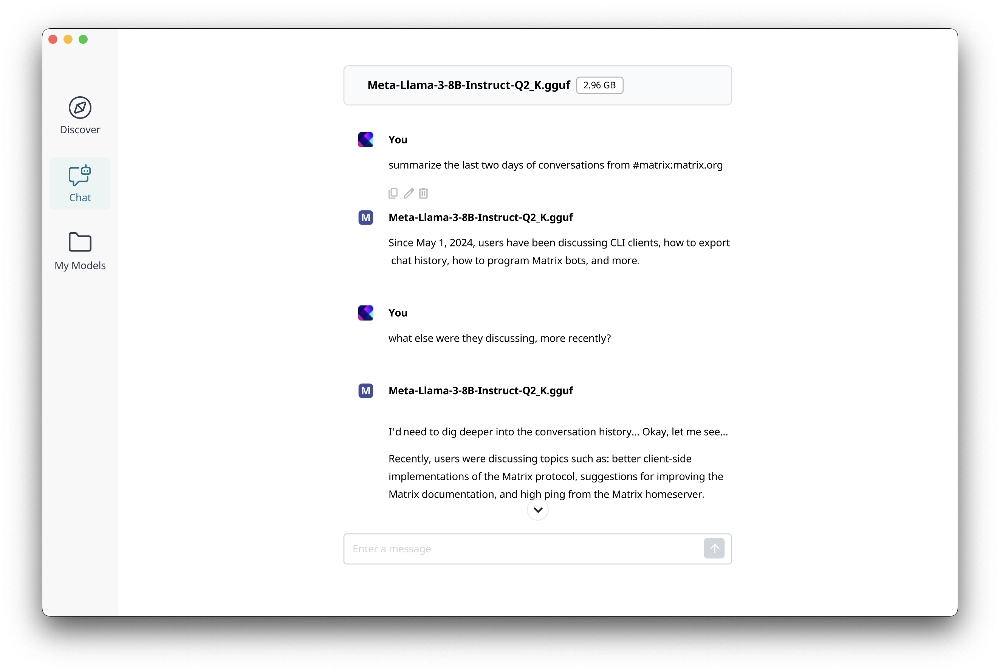 Discover
Chat
My Models
Meta-Llama-3-8B-Instruct-Q2_K.gguf 2.96 GB
You
summarize the last two days of conversations from #matrix:matrix.org
M Meta-Llama-3-8B-Instruct-Q2_K.gguf
Since May 1, 2024, users have been discussing CLI clients, how to export
chat history, how to program Matrix bots, and more.
You
what else were they discussing, more recently?
M Meta-Llama-3-8B-Instruct-Q2_K.gguf
I'd need to dig deeper into the conversation history... Okay, let me see...
Recently, users were discussing topics such as: better client-side
implementations of the Matrix protocol, suggestions for improving the
Matrix documentation, and high ping from the Matrix homeserver.
Enter a message